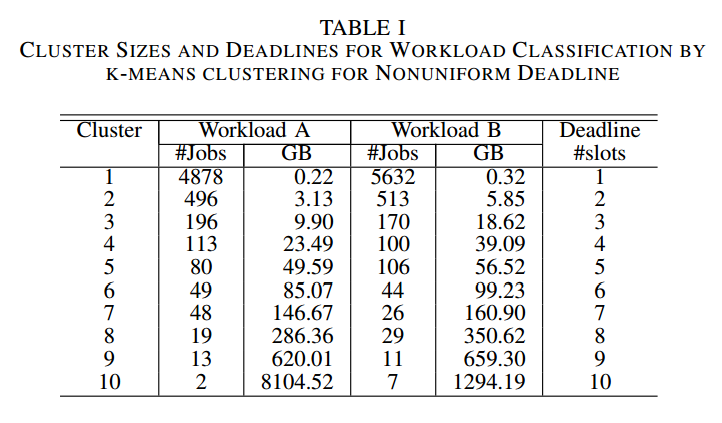 TABLE I
CLUSTER SIZES AND DEADLINES FOR WORKLOAD CLASSIFICATION BY
K-MEANS CLUSTERING FOR NONUNIFORM DEADLINE
Cluster Workload A Workload B Deadline
#Jobs GB #Jobs GB #slots
1 4878 0.22 5632 0.32 1
2 496 3.13 513 5.85 2
3 196 9.90 170 18.62 3
4 113 23.49 100 39.09 4
5 80 49.59 106 56.52 5
6 49 85.07 44 99.23 6
7 48 146.67 26 160.90 7
8 19 286.36 29 350.62 8
9 13 620.01 11 659.30 9
10 2 8104.52 7 1294.19 10